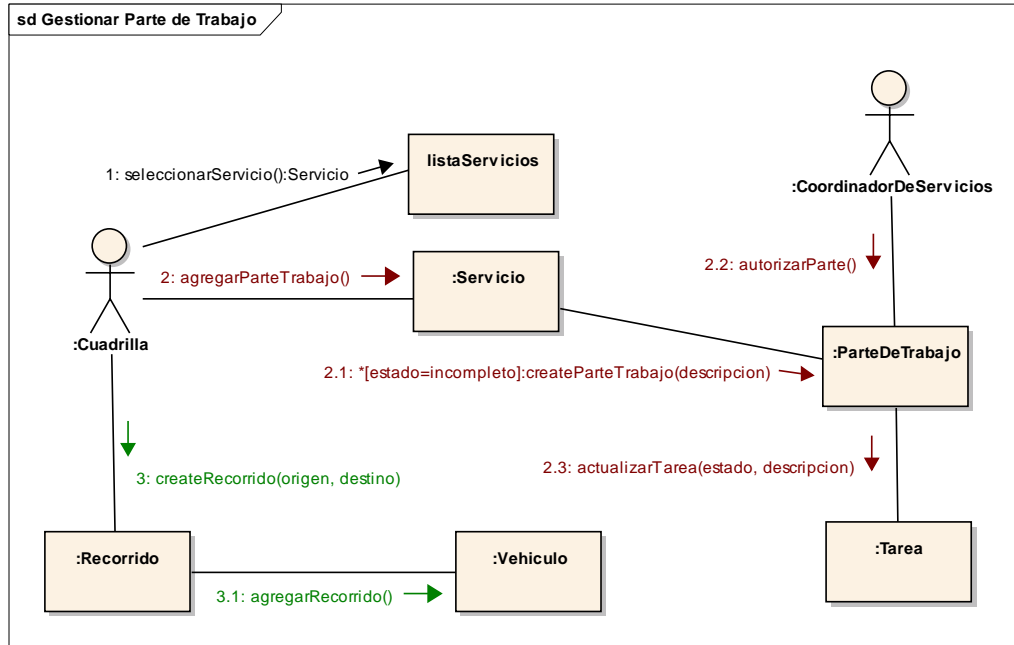 sd Gestionar Parte de Trabajo
listaServicios
1: seleccionarServicio():Servicio
:CoordinadorDeServicios
2: agregarParteTrabajo()
:Servicio
2.2: autorizarParte()
:Cuadrilla
:ParteDeTrabajo
2.1: *[estado=incompleto]:createParteTrabajo(descripcion)
3: createRecorrido(origen, destino)
2.3: actualizarTarea(estado, descripcion)
:Recorrido
:Vehiculo
:Tarea
3.1: agregarRecorrido()